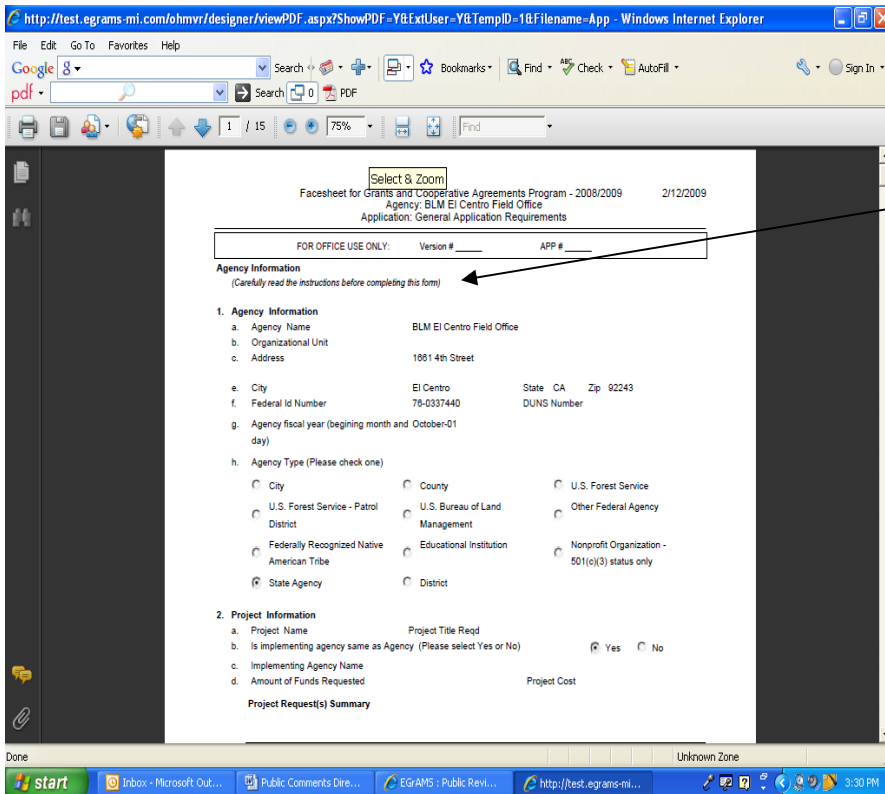 http://test.egrams-mi.com/ohmvr/designer/viewPDF.aspx?ShowPDF=Y&ExtUser=Y&TempID=1&Filename=App - Windows Internet Explorer
File Edit Go To Favorites Help
Google Search Bookmarks Find ABC Check AutoFill Sign In
pdf Search 0 PDF
1 / 15 75% Find
Select & Zoom
Facesheet for Grants and Cooperative Agreements Program - 2008/2009 2/12/2009
Agency: BLM El Centro Field Office
Application: General Application Requirements
FOR OFFICE USE ONLY: Version # _____ APP # _____
Agency Information
(Carefully read the instructions before completing this form)
1. Agency Information
a. Agency Name BLM El Centro Field Office
b. Organizational Unit
c. Address 1661 4th Street
e. City El Centro State CA Zip 92243
f. Federal Id Number 76-0337440 DUNS Number
g. Agency fiscal year (begining month and October-01
day)
h. Agency Type (Please check one)
City County U.S. Forest Service
U.S. Forest Service - Patrol U.S. Bureau of Land Other Federal Agency
District Management
Federally Recognized Native Educational Institution Nonprofit Organization -
American Tribe 501(c)(3) status only
State Agency District
2. Project Information
a. Project Name Project Title Reqd
b. Is implementing agency same as Agency (Please select Yes or No) Yes No
c. Implementing Agency Name
d. Amount of Funds Requested Project Cost
Project Request(s) Summary
Done Unknown Zone
start Inbox - Microsoft Out... Public Comments Dire... EGrAMS : Public Revi... http://test.egrams-mi... 3:30 PM